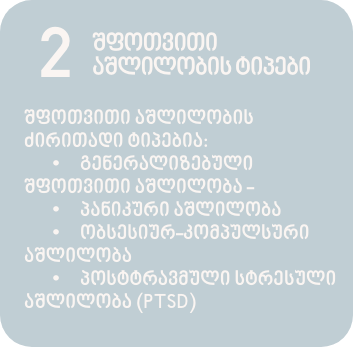 2 შფოთვითი
აშლილობის ტიპები
შფოთვითი აშლილობის
ძირითადი ტიპებია:
• გენერალიზებული
შფოთვითი აშლილობა –
• პანიკური აშლილობა
• ობსესიურ-კომპულსური
აშლილობა
• პოსტტრავმული სტრესული
აშლილობა (PTSD)